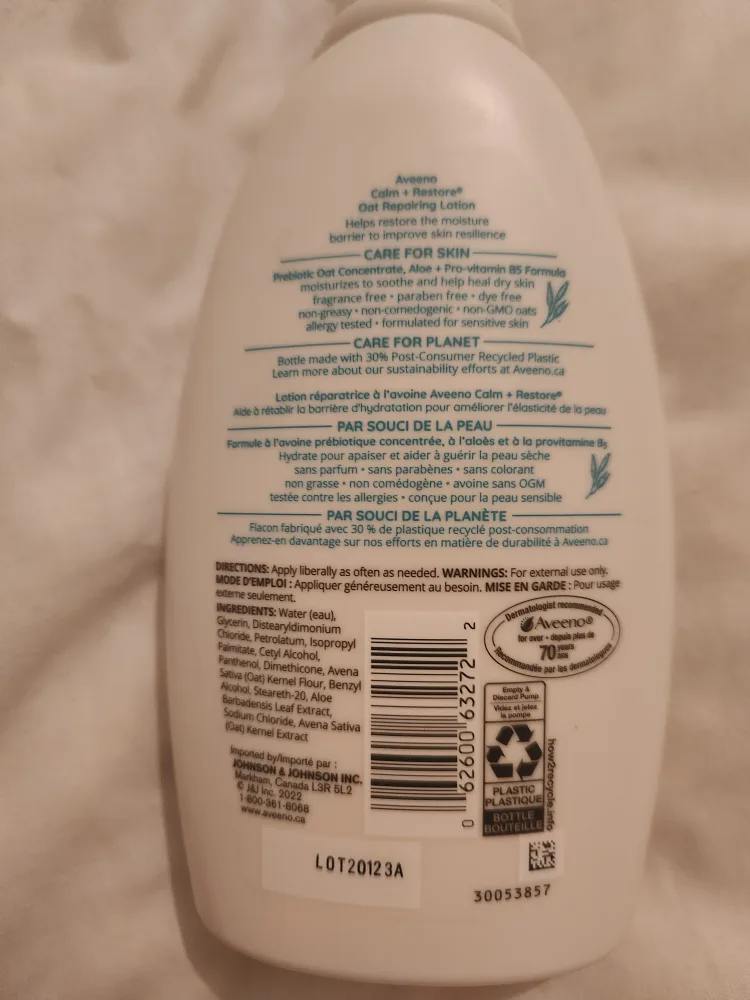 Aveeno
Calm + Restore®
Oat Repairing Lotion
Helps restore the moisture
barrier to improve skin resilience
CARE FOR SKIN
Prebiotic Oat Concentrate, Aloe + Pro-vitamin B5 Formula
moisturizes to soothe and help heal dry skin
fragrance free • paraben free • dye free
non-greasy • non-comedogenic • non-GMO oats
allergy tested • formulated for sensitive skin
CARE FOR PLANET
Bottle made with 30% Post-Consumer Recycled Plastic
Learn more about our sustainability efforts at Aveeno.ca
Lotion réparatrice à l'avoine Aveeno Calm + Restore®
Aide à rétablir la barrière d'hydratation pour améliorer l'élasticité de la peau
PAR SOUCI DE LA PEAU
Formule à l'avoine prébiotique concentrée, à l'aloès et à la provitamine B5
Hydrate pour apaiser et aider à guérir la peau sèche
sans parfum • sans parabènes • sans colorant
non grasse • non comédogène • avoine sans OGM
testée contre les allergies • conçue pour la peau sensible
PAR SOUCI DE LA PLANÈTE
Flacon fabriqué avec 30 % de plastique recyclé post-consommation
Apprenez-en davantage sur nos efforts en matière de durabilité à Aveeno.ca
DIRECTIONS: Apply liberally as often as needed. WARNINGS: For external use only.
MODE D'EMPLOI : Appliquer généreusement au besoin. MISE EN GARDE : Pour usage
externe seulement.
INGREDIENTS: Water (eau),
Glycerin, Distearyldimonium
Chloride, Petrolatum, Isopropyl
Palmitate, Cetyl Alcohol,
Panthenol, Dimethicone, Avena
Sativa (Oat) Kernel Flour, Benzyl
Alcohol, Steareth-20, Aloe
Barbadensis Leaf Extract,
Sodium Chloride, Avena Sativa
(Oat) Kernel Extract
Imported by/Importé par :
JOHNSON & JOHNSON INC.
Markham, Canada L3R 5L2
© J&J Inc. 2022
1-800-361-8068
www.aveeno.ca
0 62600 63272 2
Dermatologist recommended
Aveeno®
for over • depuis plus de
70 years
ans
Recommandée par les dermatologues
Empty &
Discard Pump
Videz et jetez
la pompe
PLASTIC
PLASTIQUE
BOTTLE
BOUTEILLE
how2recycle.info
LOT20123A
30053857